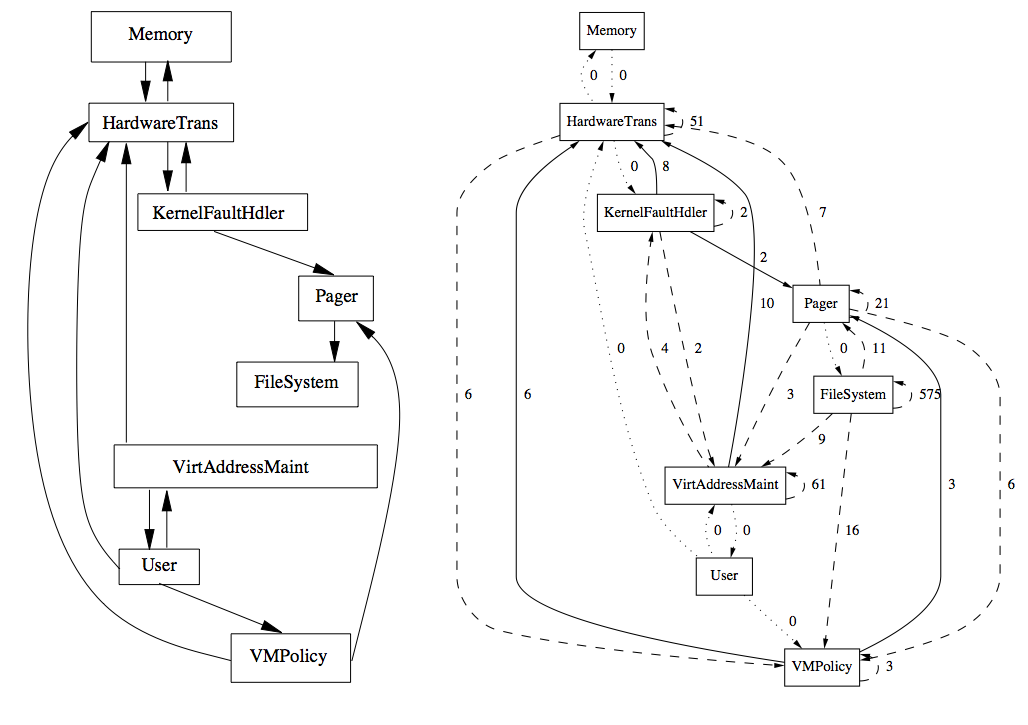 Memory
HardwareTrans
KernelFaultHdler
Pager
FileSystem
VirtAddressMaint
User
VMPolicy
Memory
0 0
HardwareTrans 51
0 8
KernelFaultHdler 2
7
2
Pager 21
10
0 4 2 0 11
6 6 3 FileSystem 575
9
VirtAddressMaint 61
3 6
0 0 16
User
0
VMPolicy 3